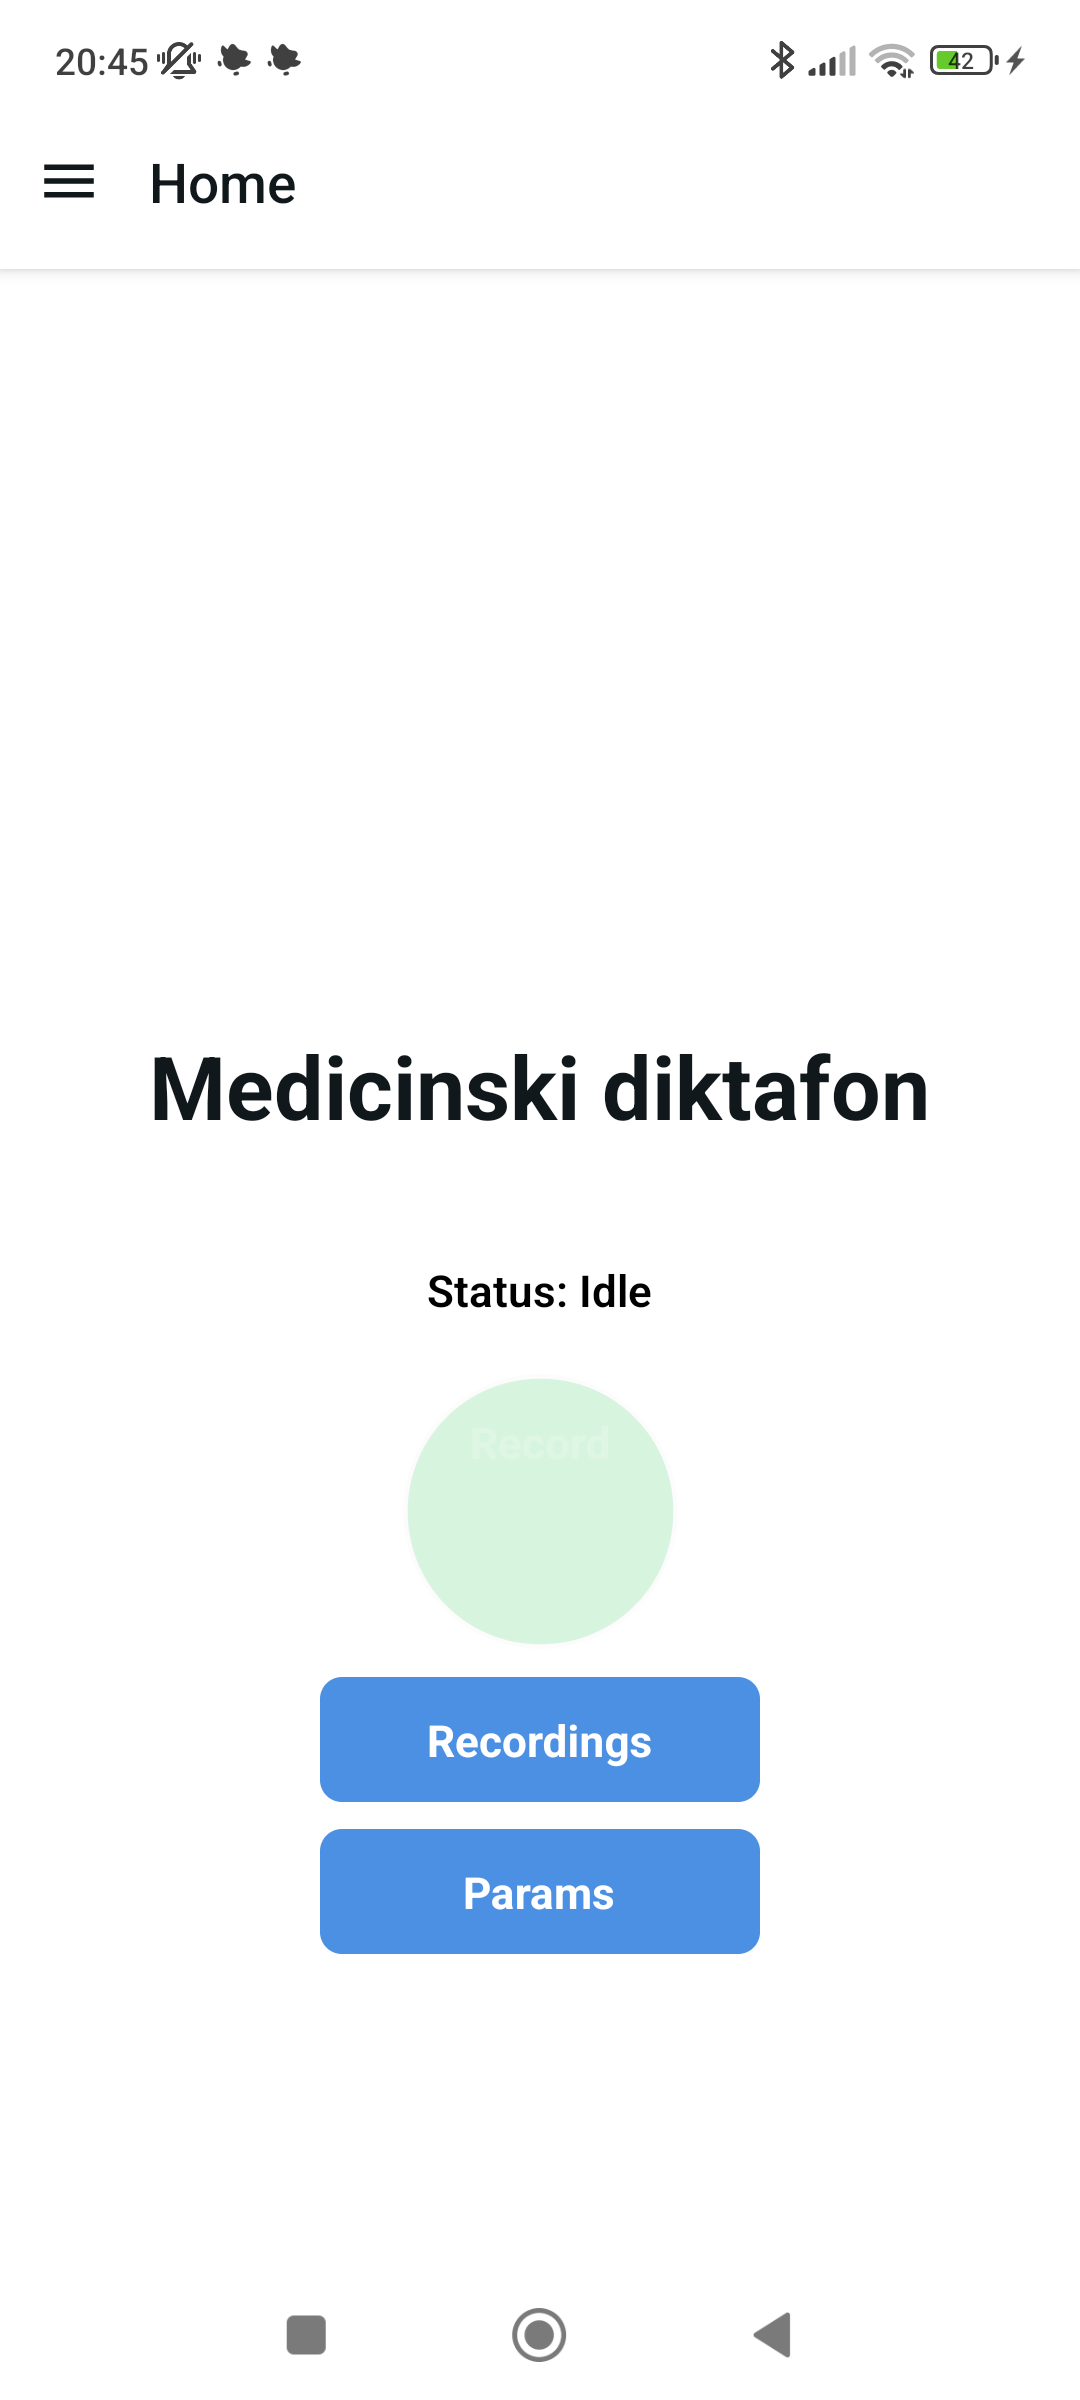 20:45
42
Home
Medicinski diktafon
Status: Idle
Record
Recordings
Params